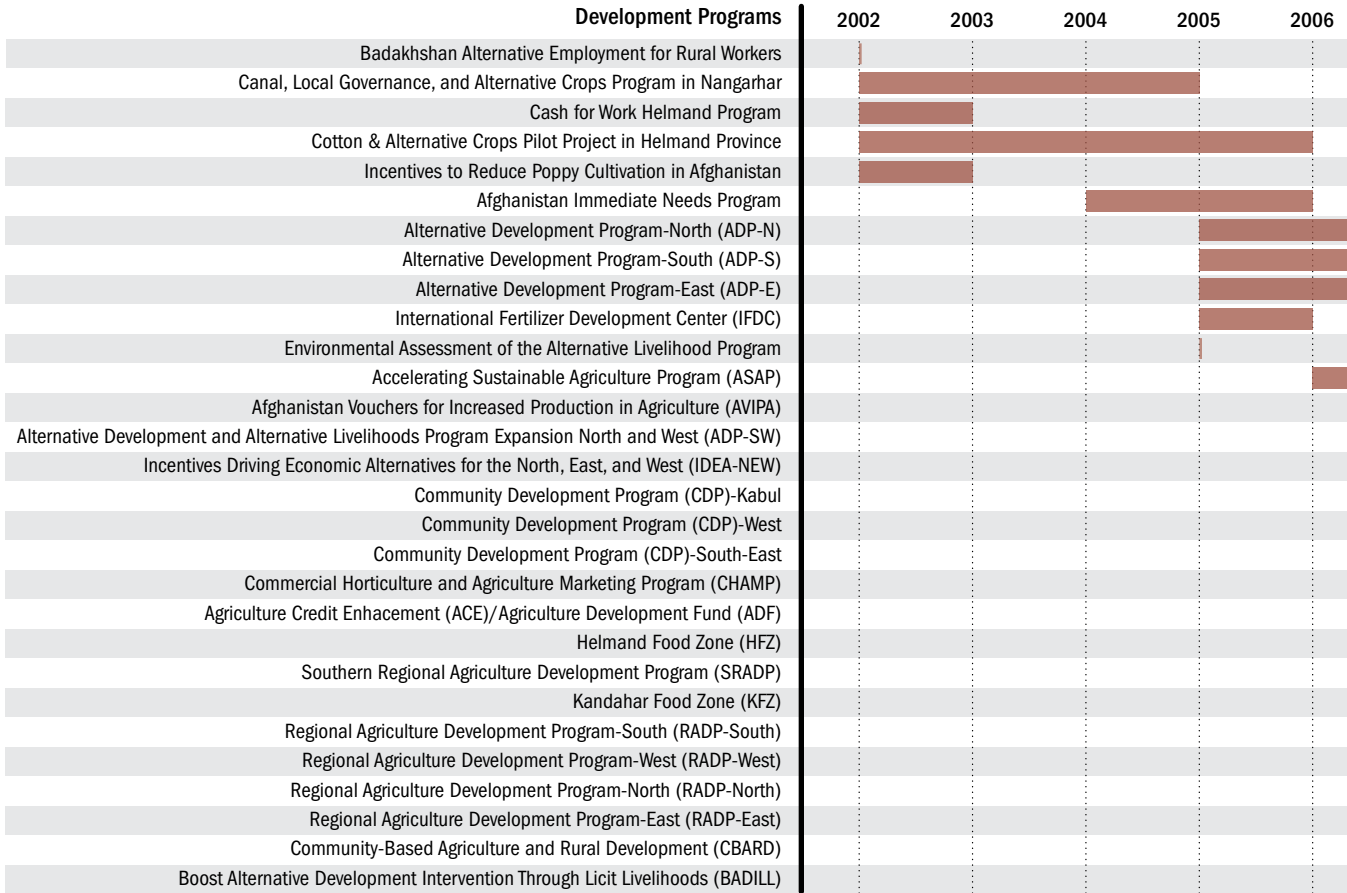 Development Programs 2002 2003 2004 2005 2006
Badakhshan Alternative Employment for Rural Workers
Canal, Local Governance, and Alternative Crops Program in Nangarhar
Cash for Work Helmand Program
Cotton & Alternative Crops Pilot Project in Helmand Province
Incentives to Reduce Poppy Cultivation in Afghanistan
Afghanistan Immediate Needs Program
Alternative Development Program-North (ADP-N)
Alternative Development Program-South (ADP-S)
Alternative Development Program-East (ADP-E)
International Fertilizer Development Center (IFDC)
Environmental Assessment of the Alternative Livelihood Program
Accelerating Sustainable Agriculture Program (ASAP)
Afghanistan Vouchers for Increased Production in Agriculture (AVIPA)
Alternative Development and Alternative Livelihoods Program Expansion North and West (ADP-SW)
Incentives Driving Economic Alternatives for the North, East, and West (IDEA-NEW)
Community Development Program (CDP)-Kabul
Community Development Program (CDP)-West
Community Development Program (CDP)-South-East
Commercial Horticulture and Agriculture Marketing Program (CHAMP)
Agriculture Credit Enhacement (ACE)/Agriculture Development Fund (ADF)
Helmand Food Zone (HFZ)
Southern Regional Agriculture Development Program (SRADP)
Kandahar Food Zone (KFZ)
Regional Agriculture Development Program-South (RADP-South)
Regional Agriculture Development Program-West (RADP-West)
Regional Agriculture Development Program-North (RADP-North)
Regional Agriculture Development Program-East (RADP-East)
Community-Based Agriculture and Rural Development (CBARD)
Boost Alternative Development Intervention Through Licit Livelihoods (BADILL)